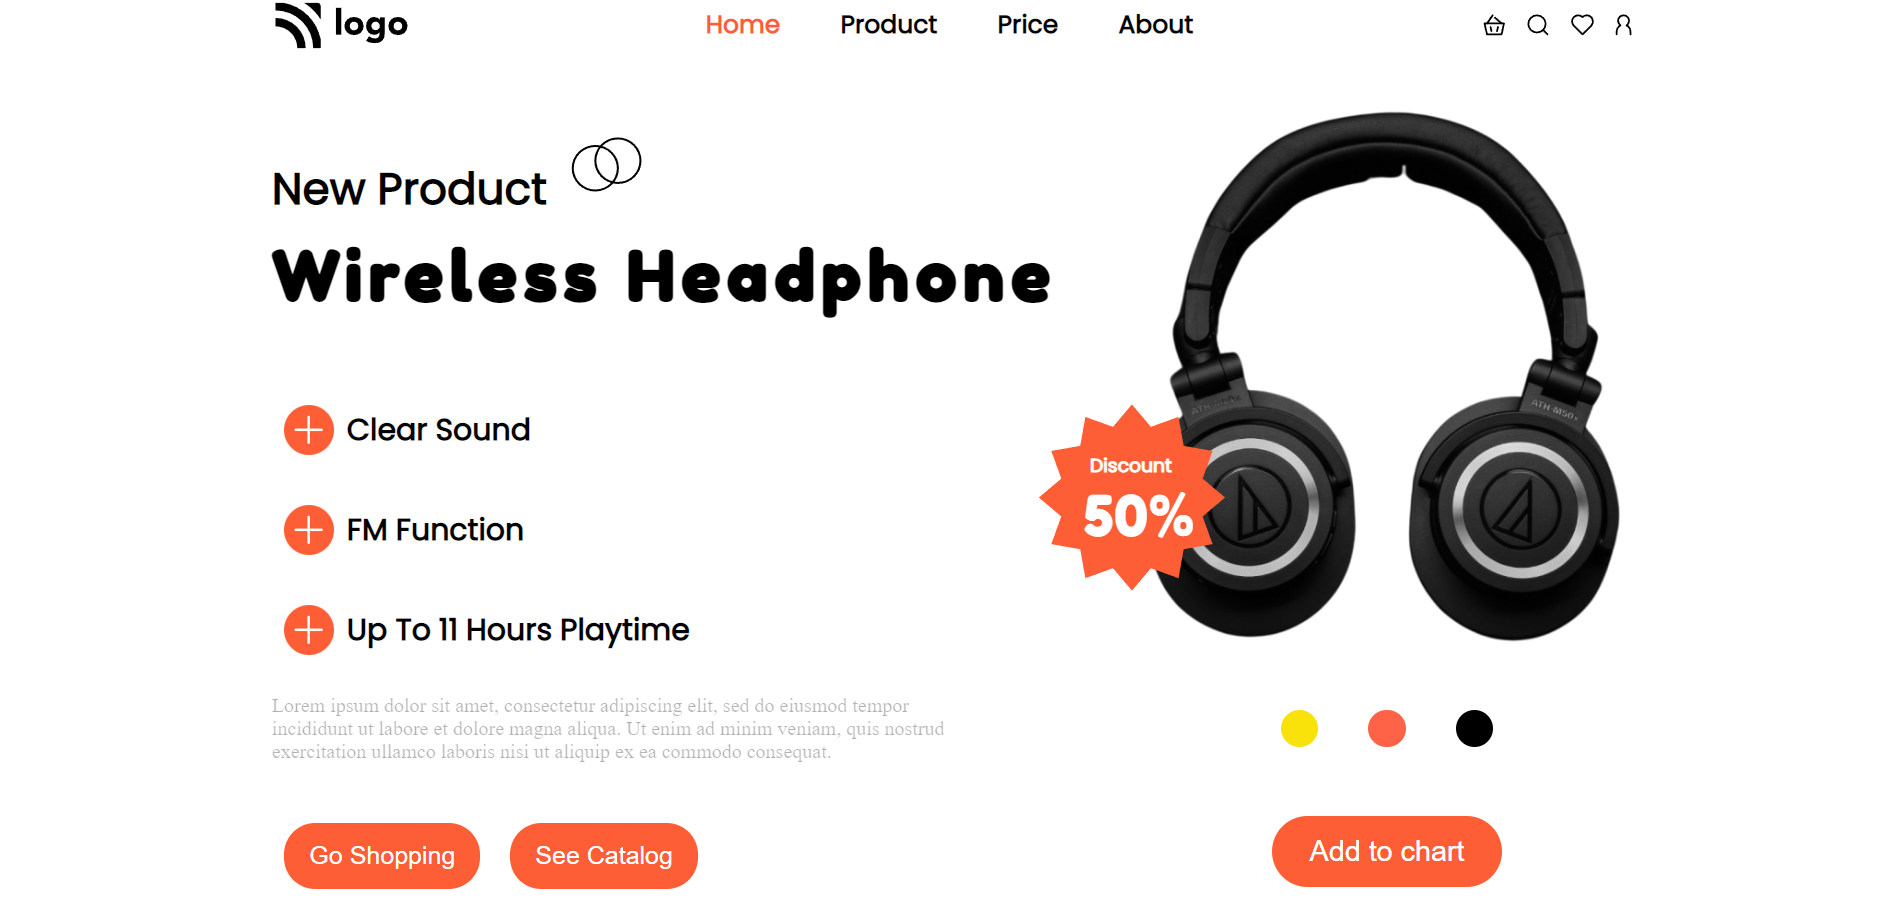 logo
Home Product Price About
New Product
Wireless Headphone
Clear Sound
FM Function
Up To 11 Hours Playtime
Lorem ipsum dolor sit amet, consectetur adipiscing elit, sed do eiusmod tempor
incididunt ut labore et dolore magna aliqua. Ut enim ad minim veniam, quis nostrud
exercitation ullamco laboris nisi ut aliquip ex ea commodo consequat.
Go Shopping See Catalog
Discount
50%
ATH-M50x
Add to chart